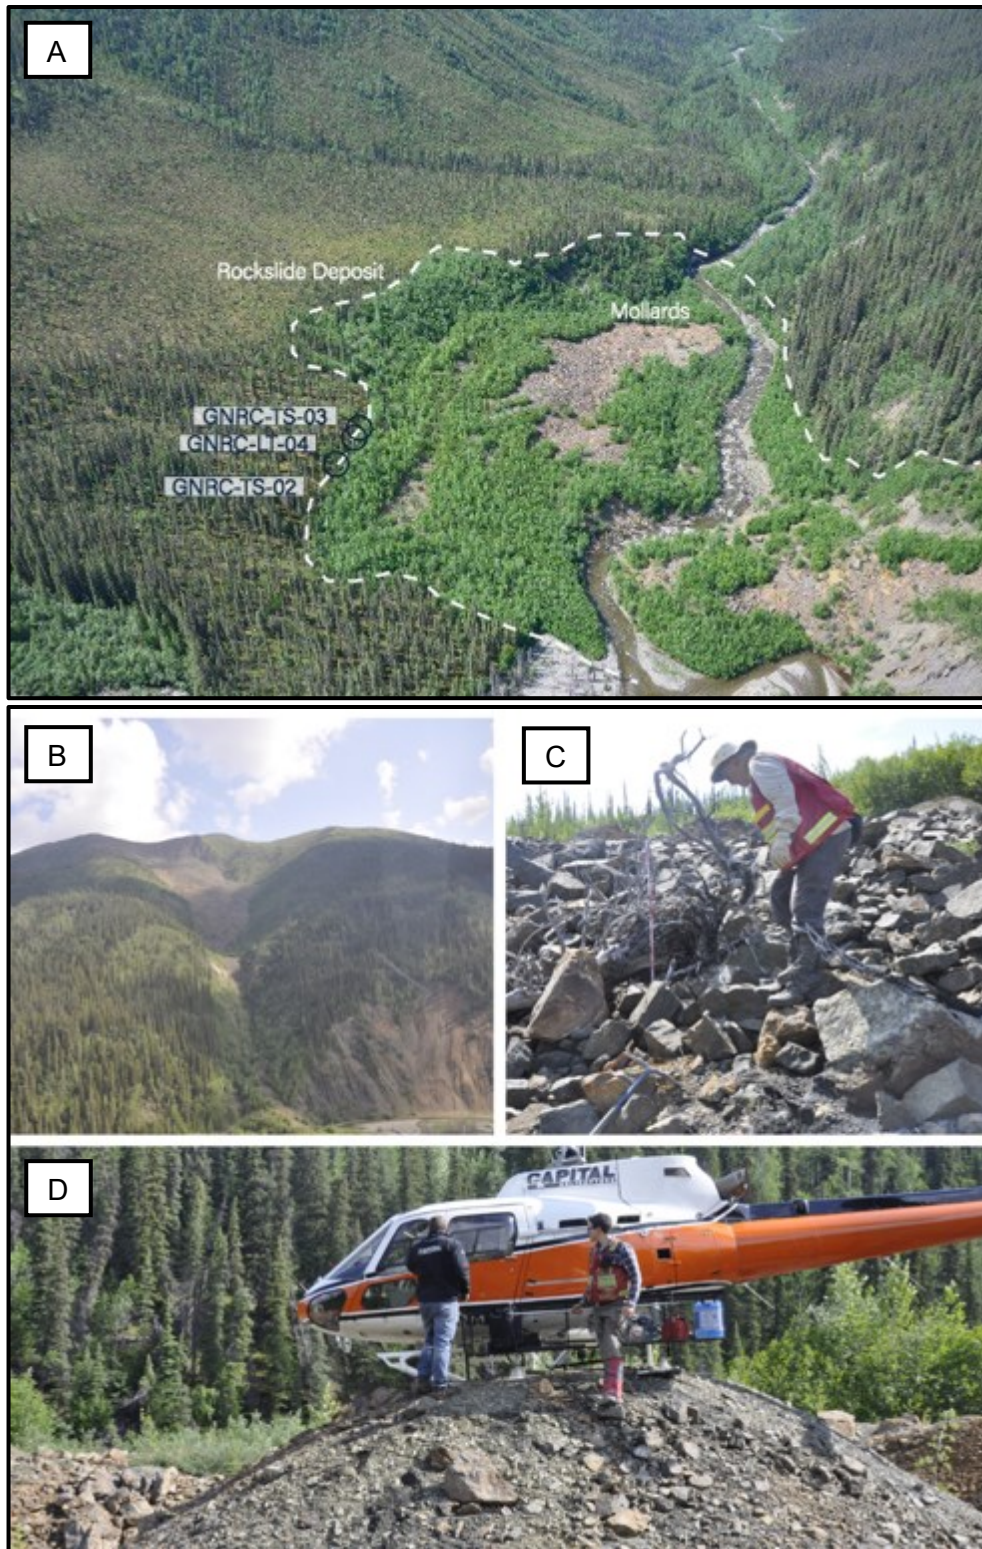 A
Rockslide Deposit
Mollards
GNRC-TS-03
GNRC-LT-04
GNRC-TS-02
B
C
D
CAPITAL